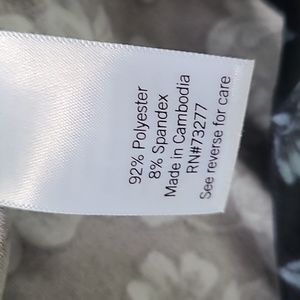 92% Polyester
8% Spandex
Made in Cambodia
RN#73277
See reverse for care